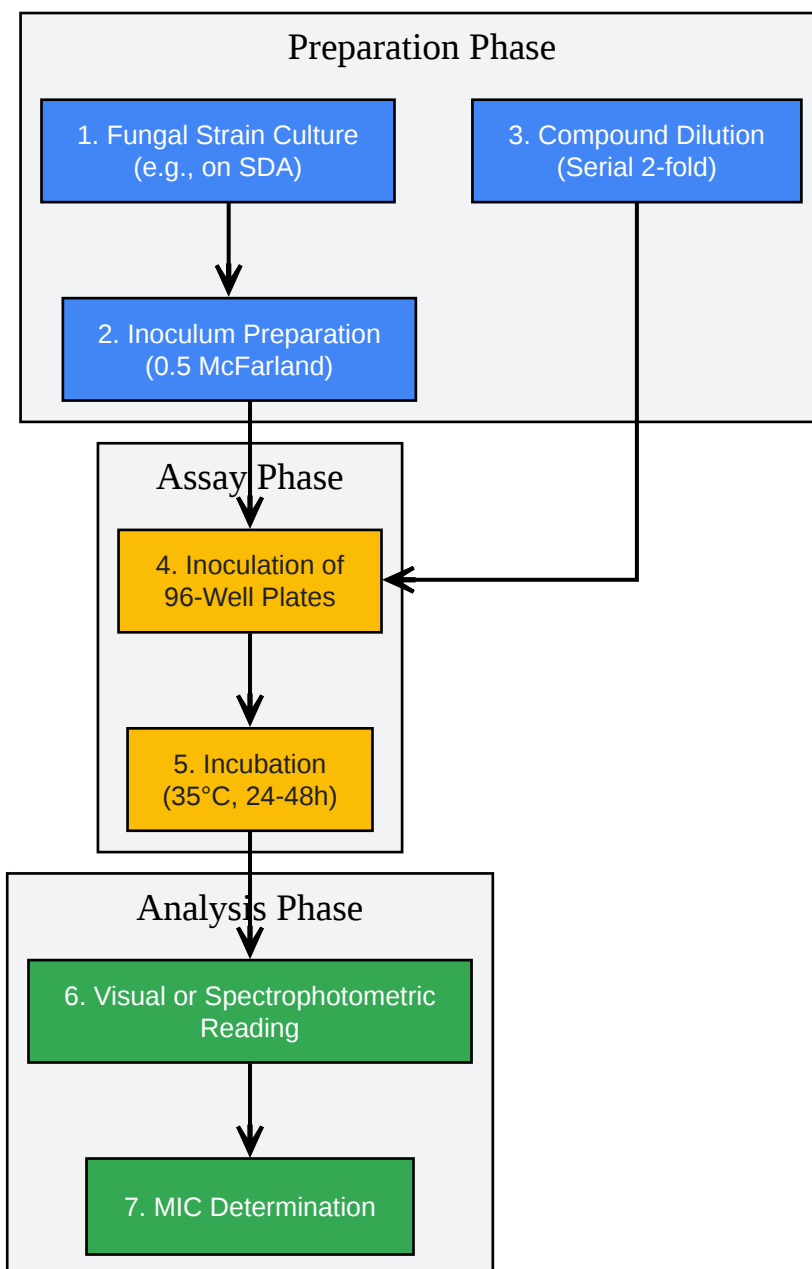 Preparation Phase
1. Fungal Strain Culture
(e.g., on SDA)
3. Compound Dilution
(Serial 2-fold)
2. Inoculum Preparation
(0.5 McFarland)
Assay Phase
4. Inoculation of
96-Well Plates
5. Incubation
(35°C, 24-48h)
Analysis Phase
6. Visual or Spectrophotometric
Reading
7. MIC Determination